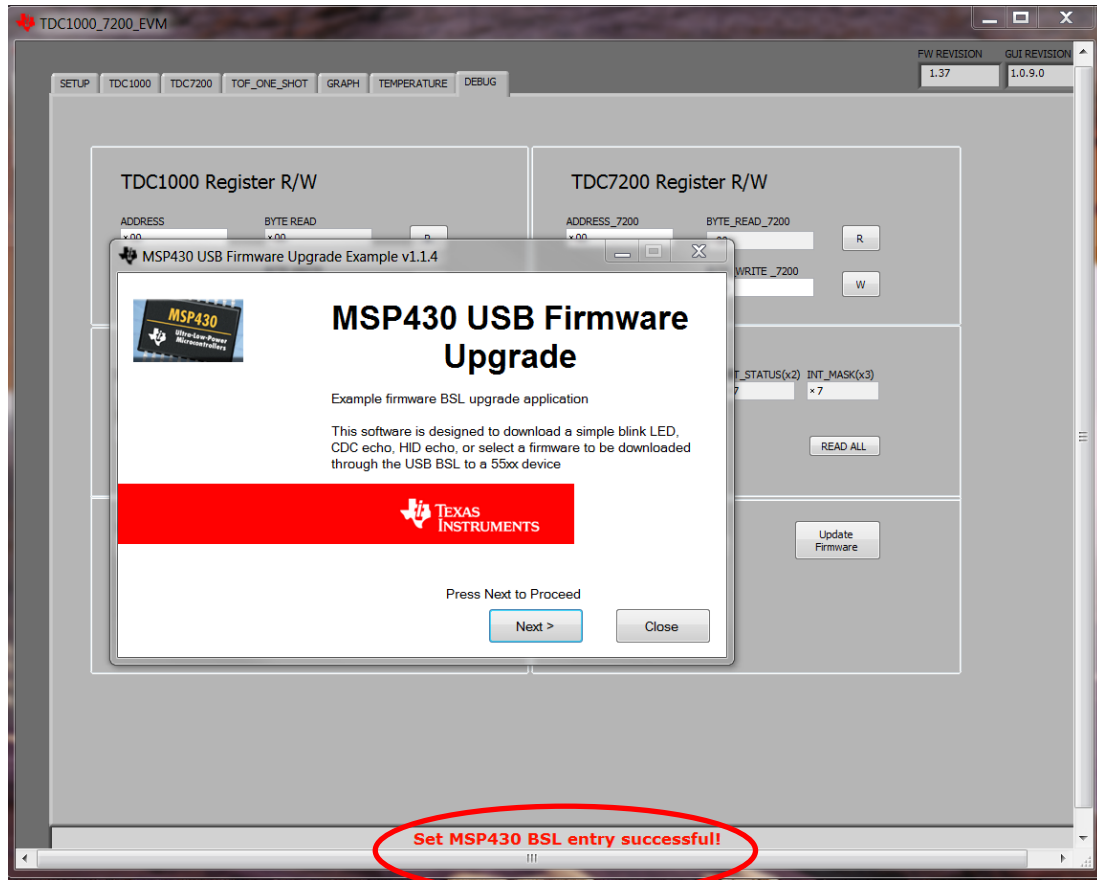 TDC1000_7200_EVM
FW REVISION GUI REVISION
1.37 1.0.9.0
SETUP TDC1000 TDC7200 TOF_ONE_SHOT GRAPH TEMPERATURE DEBUG
TDC1000 Register R/W
TDC7200 Register R/W
ADDRESS BYTE READ
ADDRESS_7200 BYTE_READ_7200
R
MSP430 USB Firmware Upgrade Example v1.1.4
WRITE _7200
W
MSP430
Ultra-Low-Power
Microcontrollers
MSP430 USB Firmware
Upgrade
Example firmware BSL upgrade application
This software is designed to download a simple blink LED,
CDC echo, HID echo, or select a firmware to be downloaded
through the USB BSL to a 55xx device
T_STATUS(x2) INT_MASK(x3)
7 × 7
READ ALL
TEXAS
INSTRUMENTS
Update
Firmware
Press Next to Proceed
Next > Close
Set MSP430 BSL entry successful!